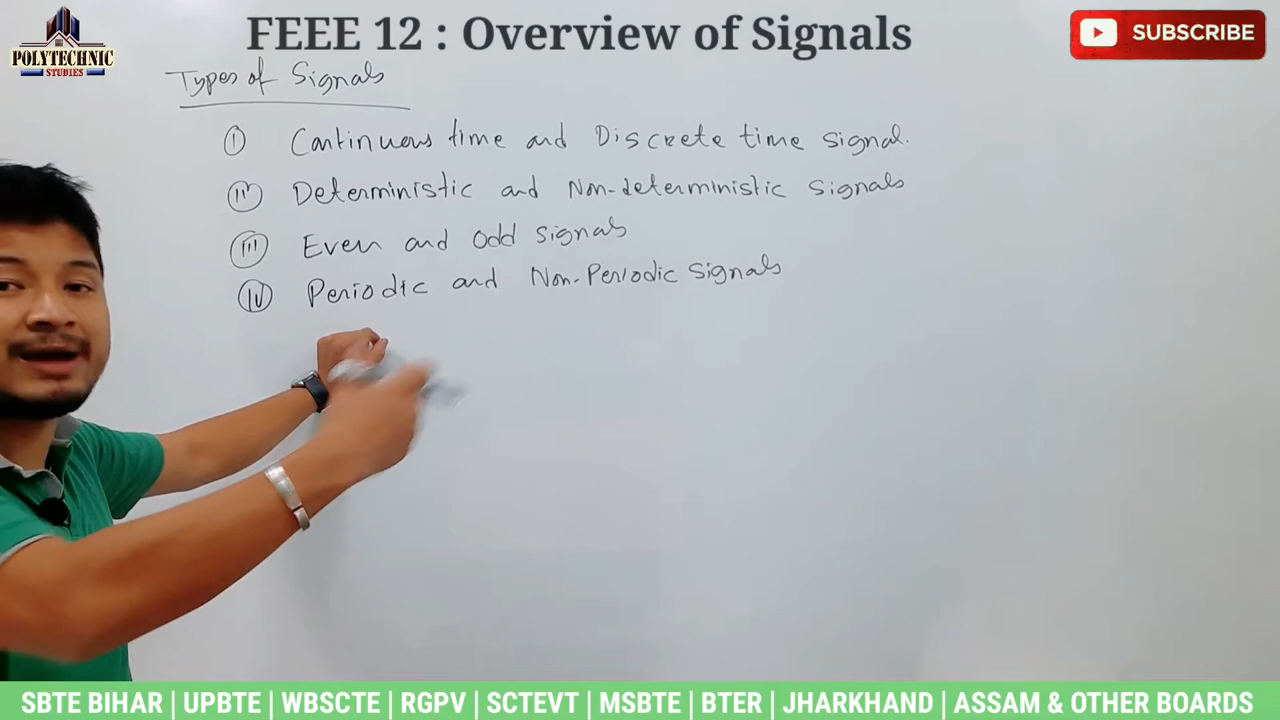 FEEE 12 : Overview of Signals
POLYTECHNIC
STUDIES
SUBSCRIBE
Types of Signals
(i) Continuous time and Discrete time signal.
(ii) Deterministic and Non-deterministic signals
(iii) Even and odd signals
(iv) Periodic and Non-Periodic signals
SBTE BIHAR | UPBTE | WBSCTE | RGPV | SCTEVT | MSBTE | BTER | JHARKHAND | ASSAM & OTHER BOARDS